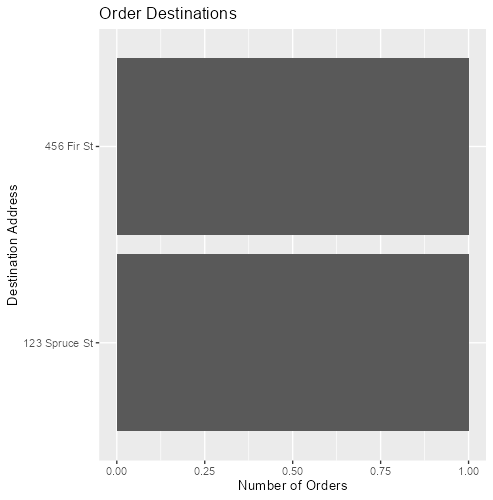 Order Destinations
Destination Address
456 Fir St
123 Spruce St
0.00 0.25 0.50 0.75 1.00
Number of Orders